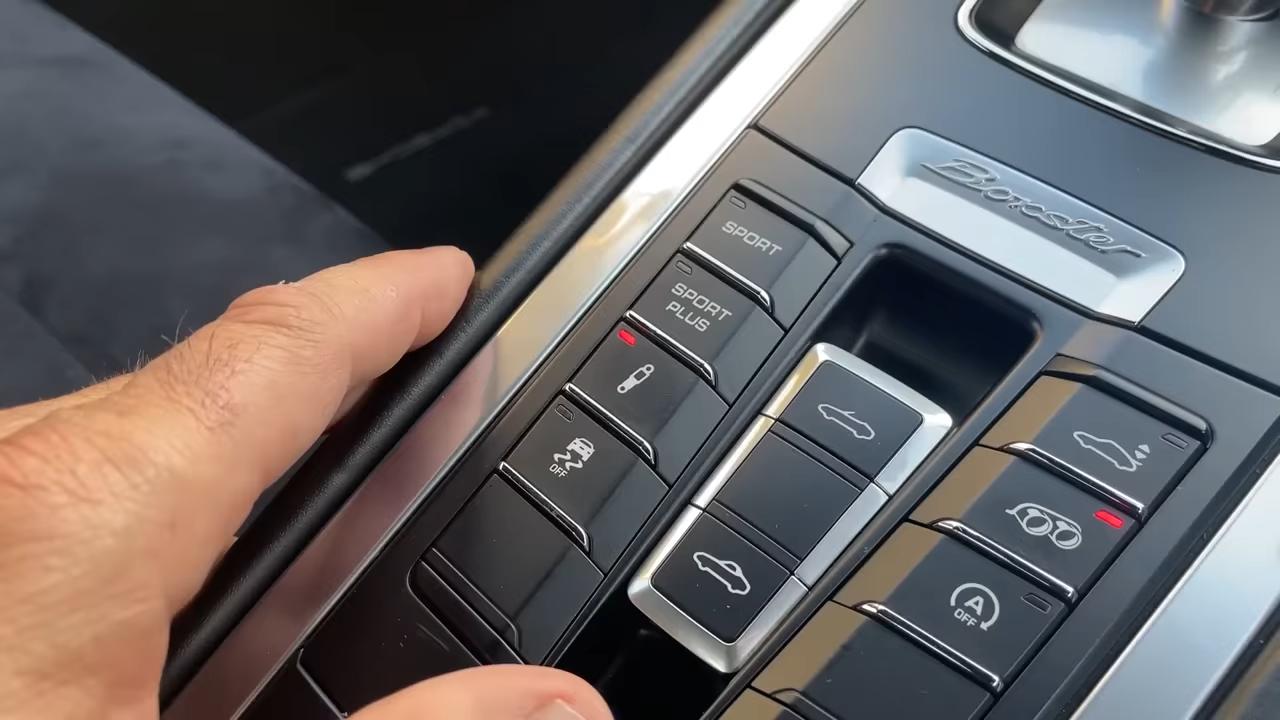 Boxster
SPORT
SPORT
PLUS
OFF
A
OFF